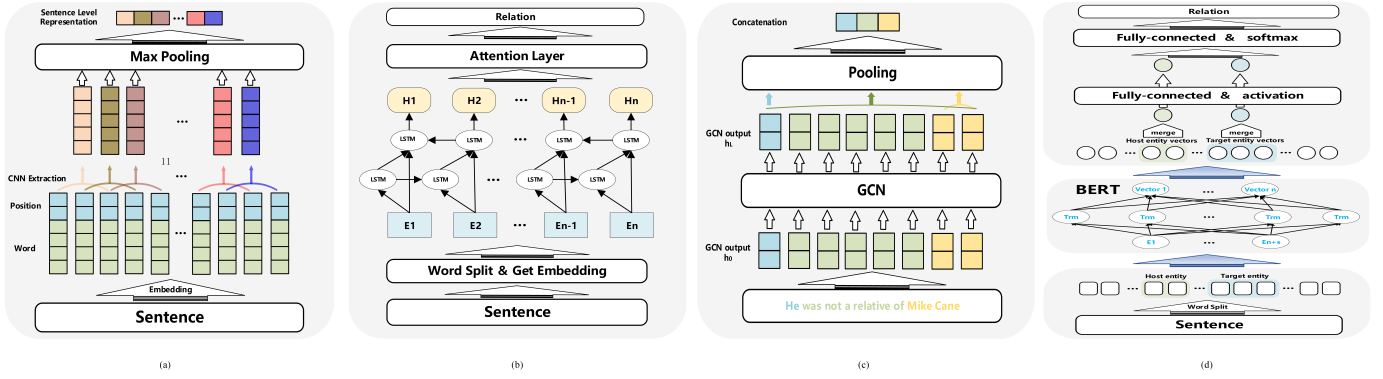 Sentence Level
Representation
...
Max Pooling
...
11
...
CNN Extraction
Position
Word
...
Embedding
Sentence
(a)
Relation
Attention Layer
H1 H2 ... Hn-1 Hn
LSTM LSTM ... LSTM LSTM
LSTM LSTM ... LSTM LSTM
E1 E2 ... En-1 En
Word Split & Get Embedding
Sentence
(b)
Concatenation
Pooling
GCN output
hL
GCN
GCN output
h0
He was not a relative of Mike Cane
(c)
Relation
Fully-connected & softmax
Fully-connected & activation
merge merge
Host entity vectors Target entity vectors
... ... ...
BERT
Vector 1 ... Vector n
Trm Trm ... Trm Trm
E1 ... En+s
Host entity Target entity
... ... ...
Word Split
Sentence
(d)